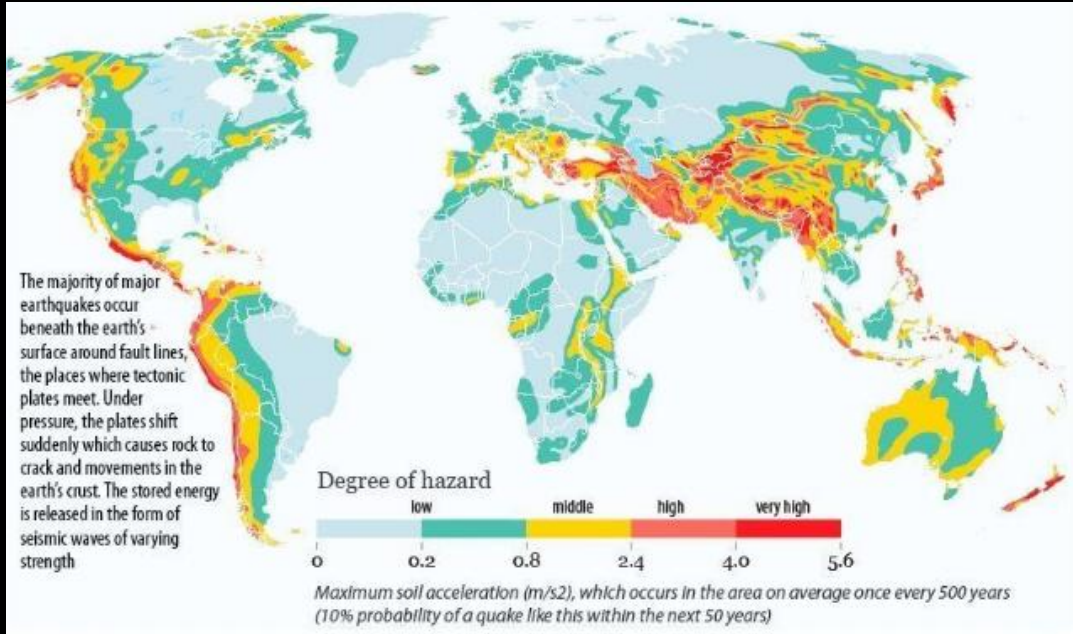 The majority of major
earthquakes occur
beneath the earth's
surface around fault lines,
the places where tectonic
plates meet. Under
pressure, the plates shift
suddenly which causes rock to
crack and movements in the
earth's crust. The stored energy
is released in the form of
seismic waves of varying
strength
Degree of hazard
low middle high very high
0 0.2 0.8 2.4 4.0 5.6
Maximum soil acceleration (m/s2), which occurs in the area on average once every 500 years
(10% probability of a quake like this within the next 50 years)